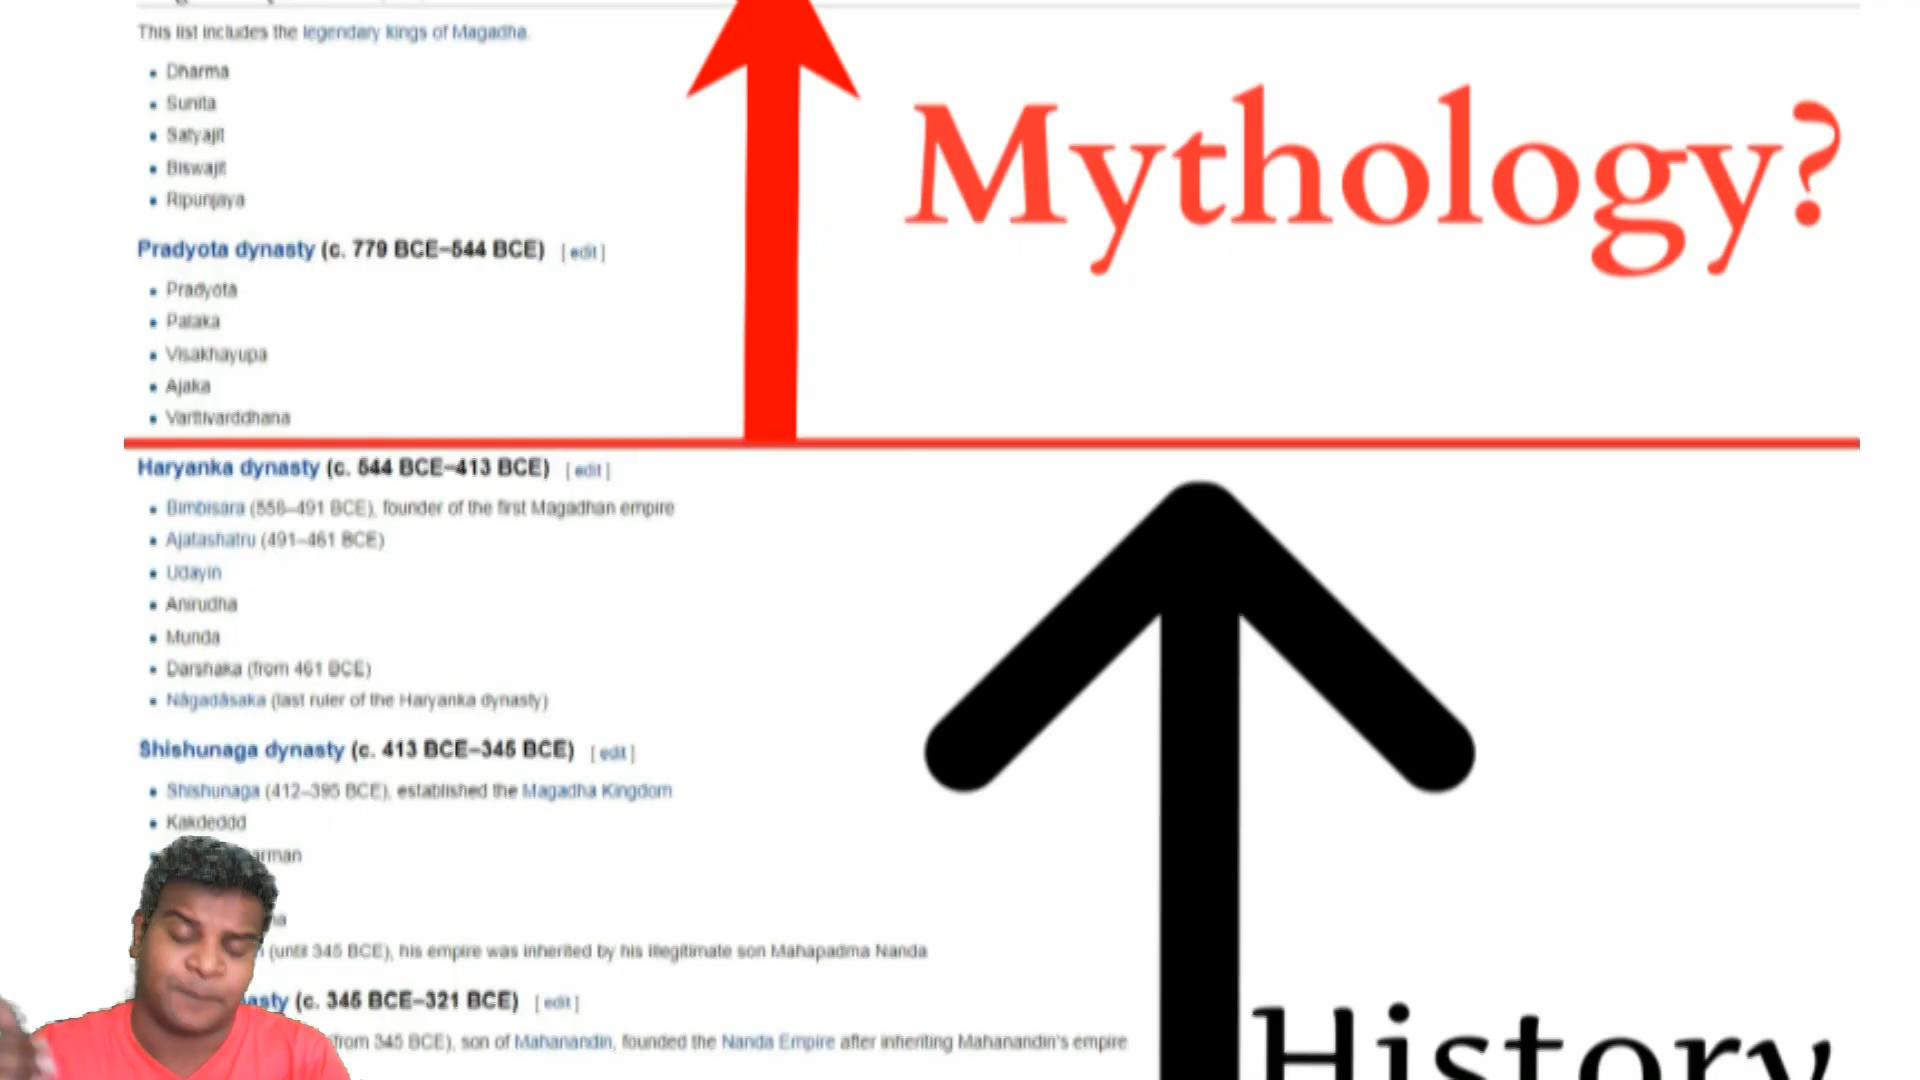 This list includes the legendary kings of Magadha.
Dharma
Sunita
Satyajit
Biswajit
Ripunjaya
Mythology?
Pradyota dynasty (c. 779 BCE–544 BCE) [edit]
Pradyota
Palaka
Visakhayupa
Ajaka
Varttivarddhana
Haryanka dynasty (c. 544 BCE–413 BCE) [edit]
Bimbisara (558–491 BCE), founder of the first Magadhan empire
Ajatashatru (491–461 BCE)
Udayin
Anirudha
Munda
Darshaka (from 461 BCE)
Nāgadāsaka (last ruler of the Haryanka dynasty)
Shishunaga dynasty (c. 413 BCE–345 BCE) [edit]
Shishunaga (412–395 BCE), established the Magadha Kingdom
arman
(until 345 BCE), his empire was inherited by his illegitimate son Mahapadma Nanda
asty (c. 345 BCE–321 BCE) [edit]
from 345 BCE), son of Mahanandin, founded the Nanda Empire after inheriting Mahanandin's empire
History